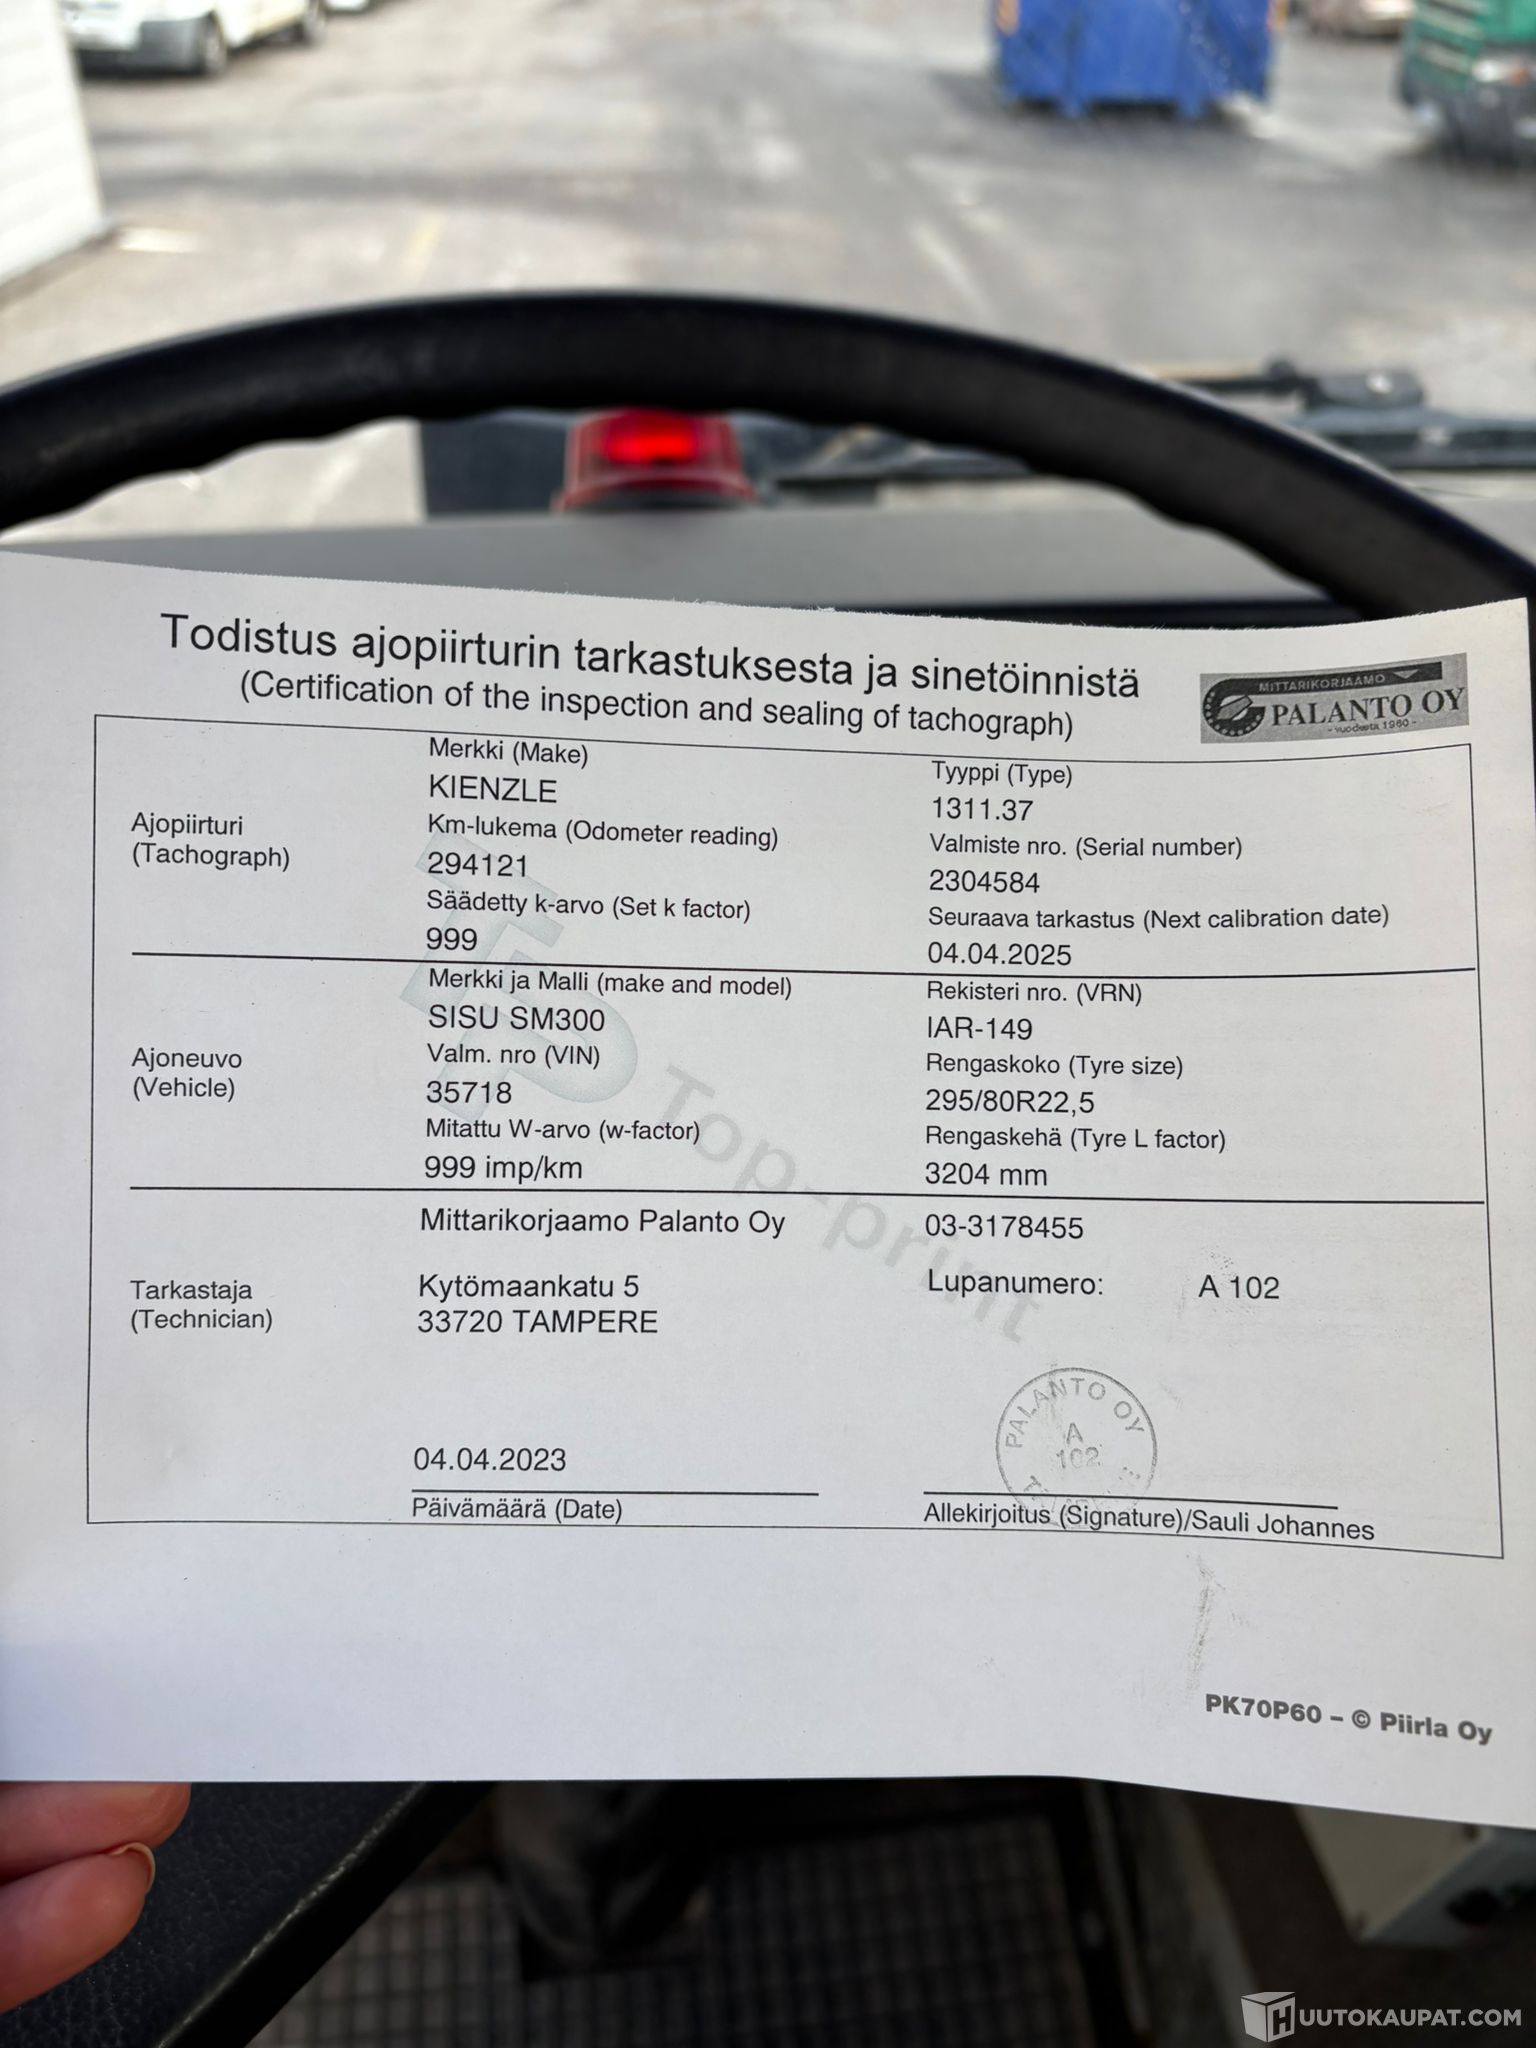 Todistus ajopiirturin tarkastuksesta ja sinetöinnistä
(Certification of the inspection and sealing of tachograph)
MITTARIKORJAAMO
PALANTO OY
- vuodesta 1960 -
Ajopiirturi
(Tachograph)
Merkki (Make)
KIENZLE
Km-lukema (Odometer reading)
294121
Säädetty k-arvo (Set k factor)
999
Tyyppi (Type)
1311.37
Valmiste nro. (Serial number)
2304584
Seuraava tarkastus (Next calibration date)
04.04.2025
Ajoneuvo
(Vehicle)
Merkki ja Malli (make and model)
SISU SM300
Valm. nro (VIN)
35718
Mitattu W-arvo (w-factor)
999 imp/km
Rekisteri nro. (VRN)
IAR-149
Rengaskoko (Tyre size)
295/80R22,5
Rengaskehä (Tyre L factor)
3204 mm
Top-print
Tarkastaja
(Technician)
Mittarikorjaamo Palanto Oy
Kytömaankatu 5
33720 TAMPERE
03-3178455
Lupanumero: A 102
PALANTO OY
A
102
04.04.2023
Päivämäärä (Date)
Allekirjoitus (Signature)/Sauli Johannes
PK70P60 – © Piirla Oy
HUUTOKAUPAT.COM